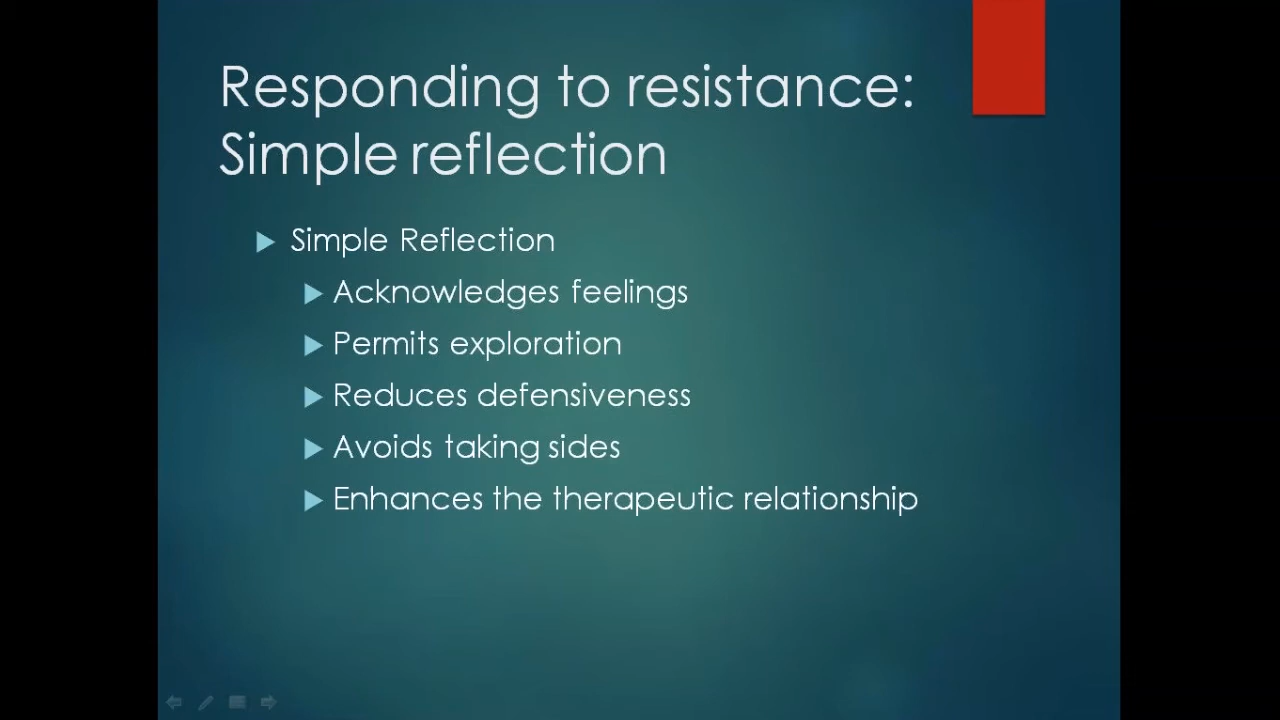 Responding to resistance:
Simple reflection
Simple Reflection
Acknowledges feelings
Permits exploration
Reduces defensiveness
Avoids taking sides
Enhances the therapeutic relationship